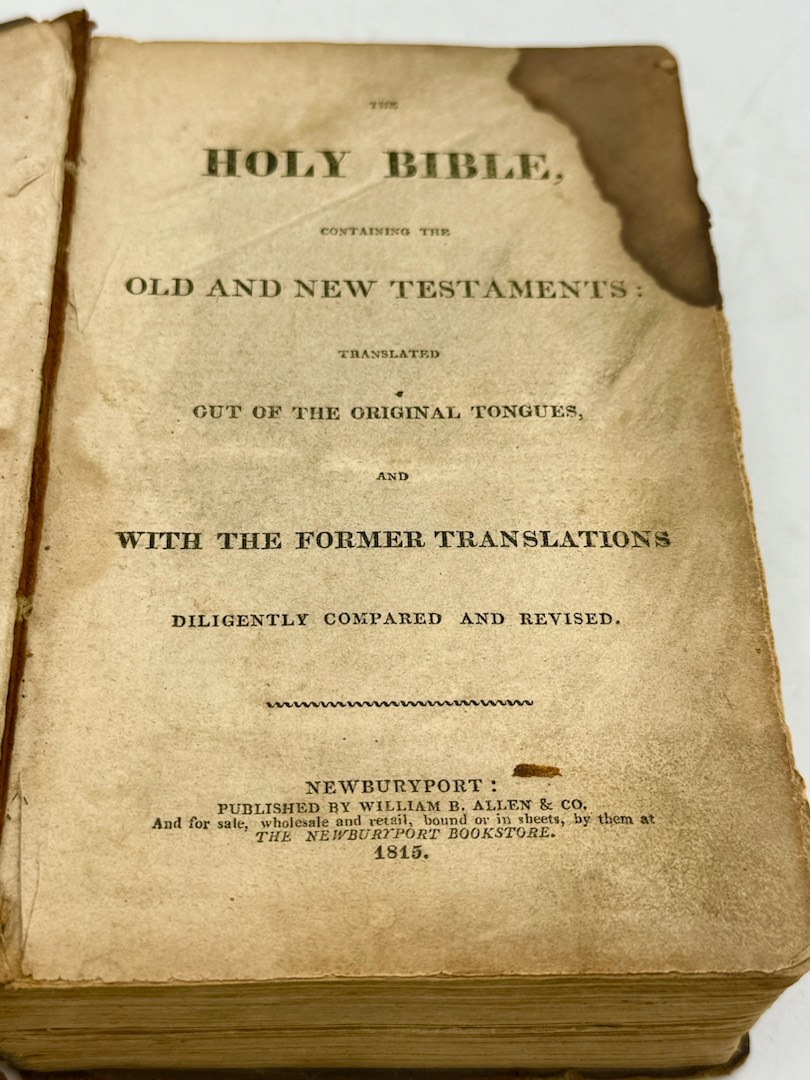 THE
HOLY BIBLE,
CONTAINING THE
OLD AND NEW TESTAMENTS:
TRANSLATED
OUT OF THE ORIGINAL TONGUES,
AND
WITH THE FORMER TRANSLATIONS
DILIGENTLY COMPARED AND REVISED.
NEWBURYPORT:
PUBLISHED BY WILLIAM B. ALLEN & CO.
And for sale, wholesale and retail, bound or in sheets, by them at
THE NEWBURYPORT BOOKSTORE.
1815.